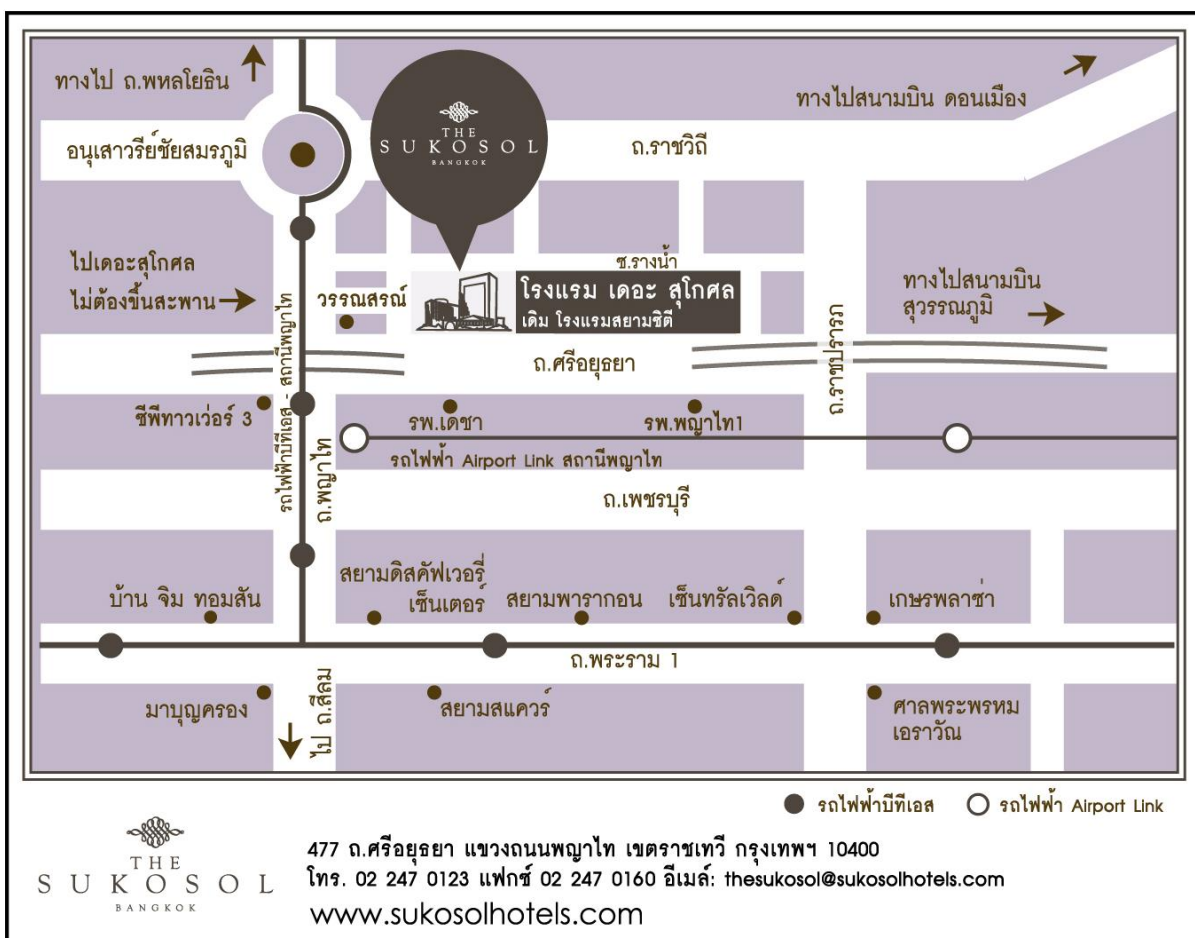 ทางไป ถ.พหลโยธิน
THE
SUKOSOL
BANGKOK
ทางไปสนามบิน ดอนเมือง
อนุเสาวรีย์ชัยสมรภูมิ
ถ.ราชวิถี
ไปเดอะสุโกศล
ไม่ต้องขึ้นสะพาน
วรรณสรณ์
ซ.รางน้ำ
โรงแรม เดอะ สุโกศล
เดิม โรงแรมสยามซิตี
ทางไปสนามบิน
สุวรรณภูมิ
ถ.ศรีอยุธยา
ถ.ราชปรารภ
รถไฟฟ้าบีทีเอส - สถานีพญาไท
ถ.พญาไท
ซีพีทาวเว่อร์ 3
รพ.เดชา
รพ.พญาไท1
รถไฟฟ้า Airport Link สถานีพญาไท
ถ.เพชรบุรี
บ้าน จิม ทอมสัน
สยามดิสคัฟเวอรี่
เซ็นเตอร์
สยามพารากอน
เซ็นทรัลเวิลด์
เกษรพลาซ่า
ถ.พระราม 1
มาบุญครอง
ไป ถ.สีลม
สยามสแควร์
ศาลพระพรหม
เอราวัณ
รถไฟฟ้าบีทีเอส
รถไฟฟ้า Airport Link
THE
SUKOSOL
BANGKOK
477 ถ.ศรีอยุธยา แขวงถนนพญาไท เขตราชเทวี กรุงเทพฯ 10400
โทร. 02 247 0123 แฟกซ์ 02 247 0160 อีเมล์: thesukosol@sukosolhotels.com
www.sukosolhotels.com